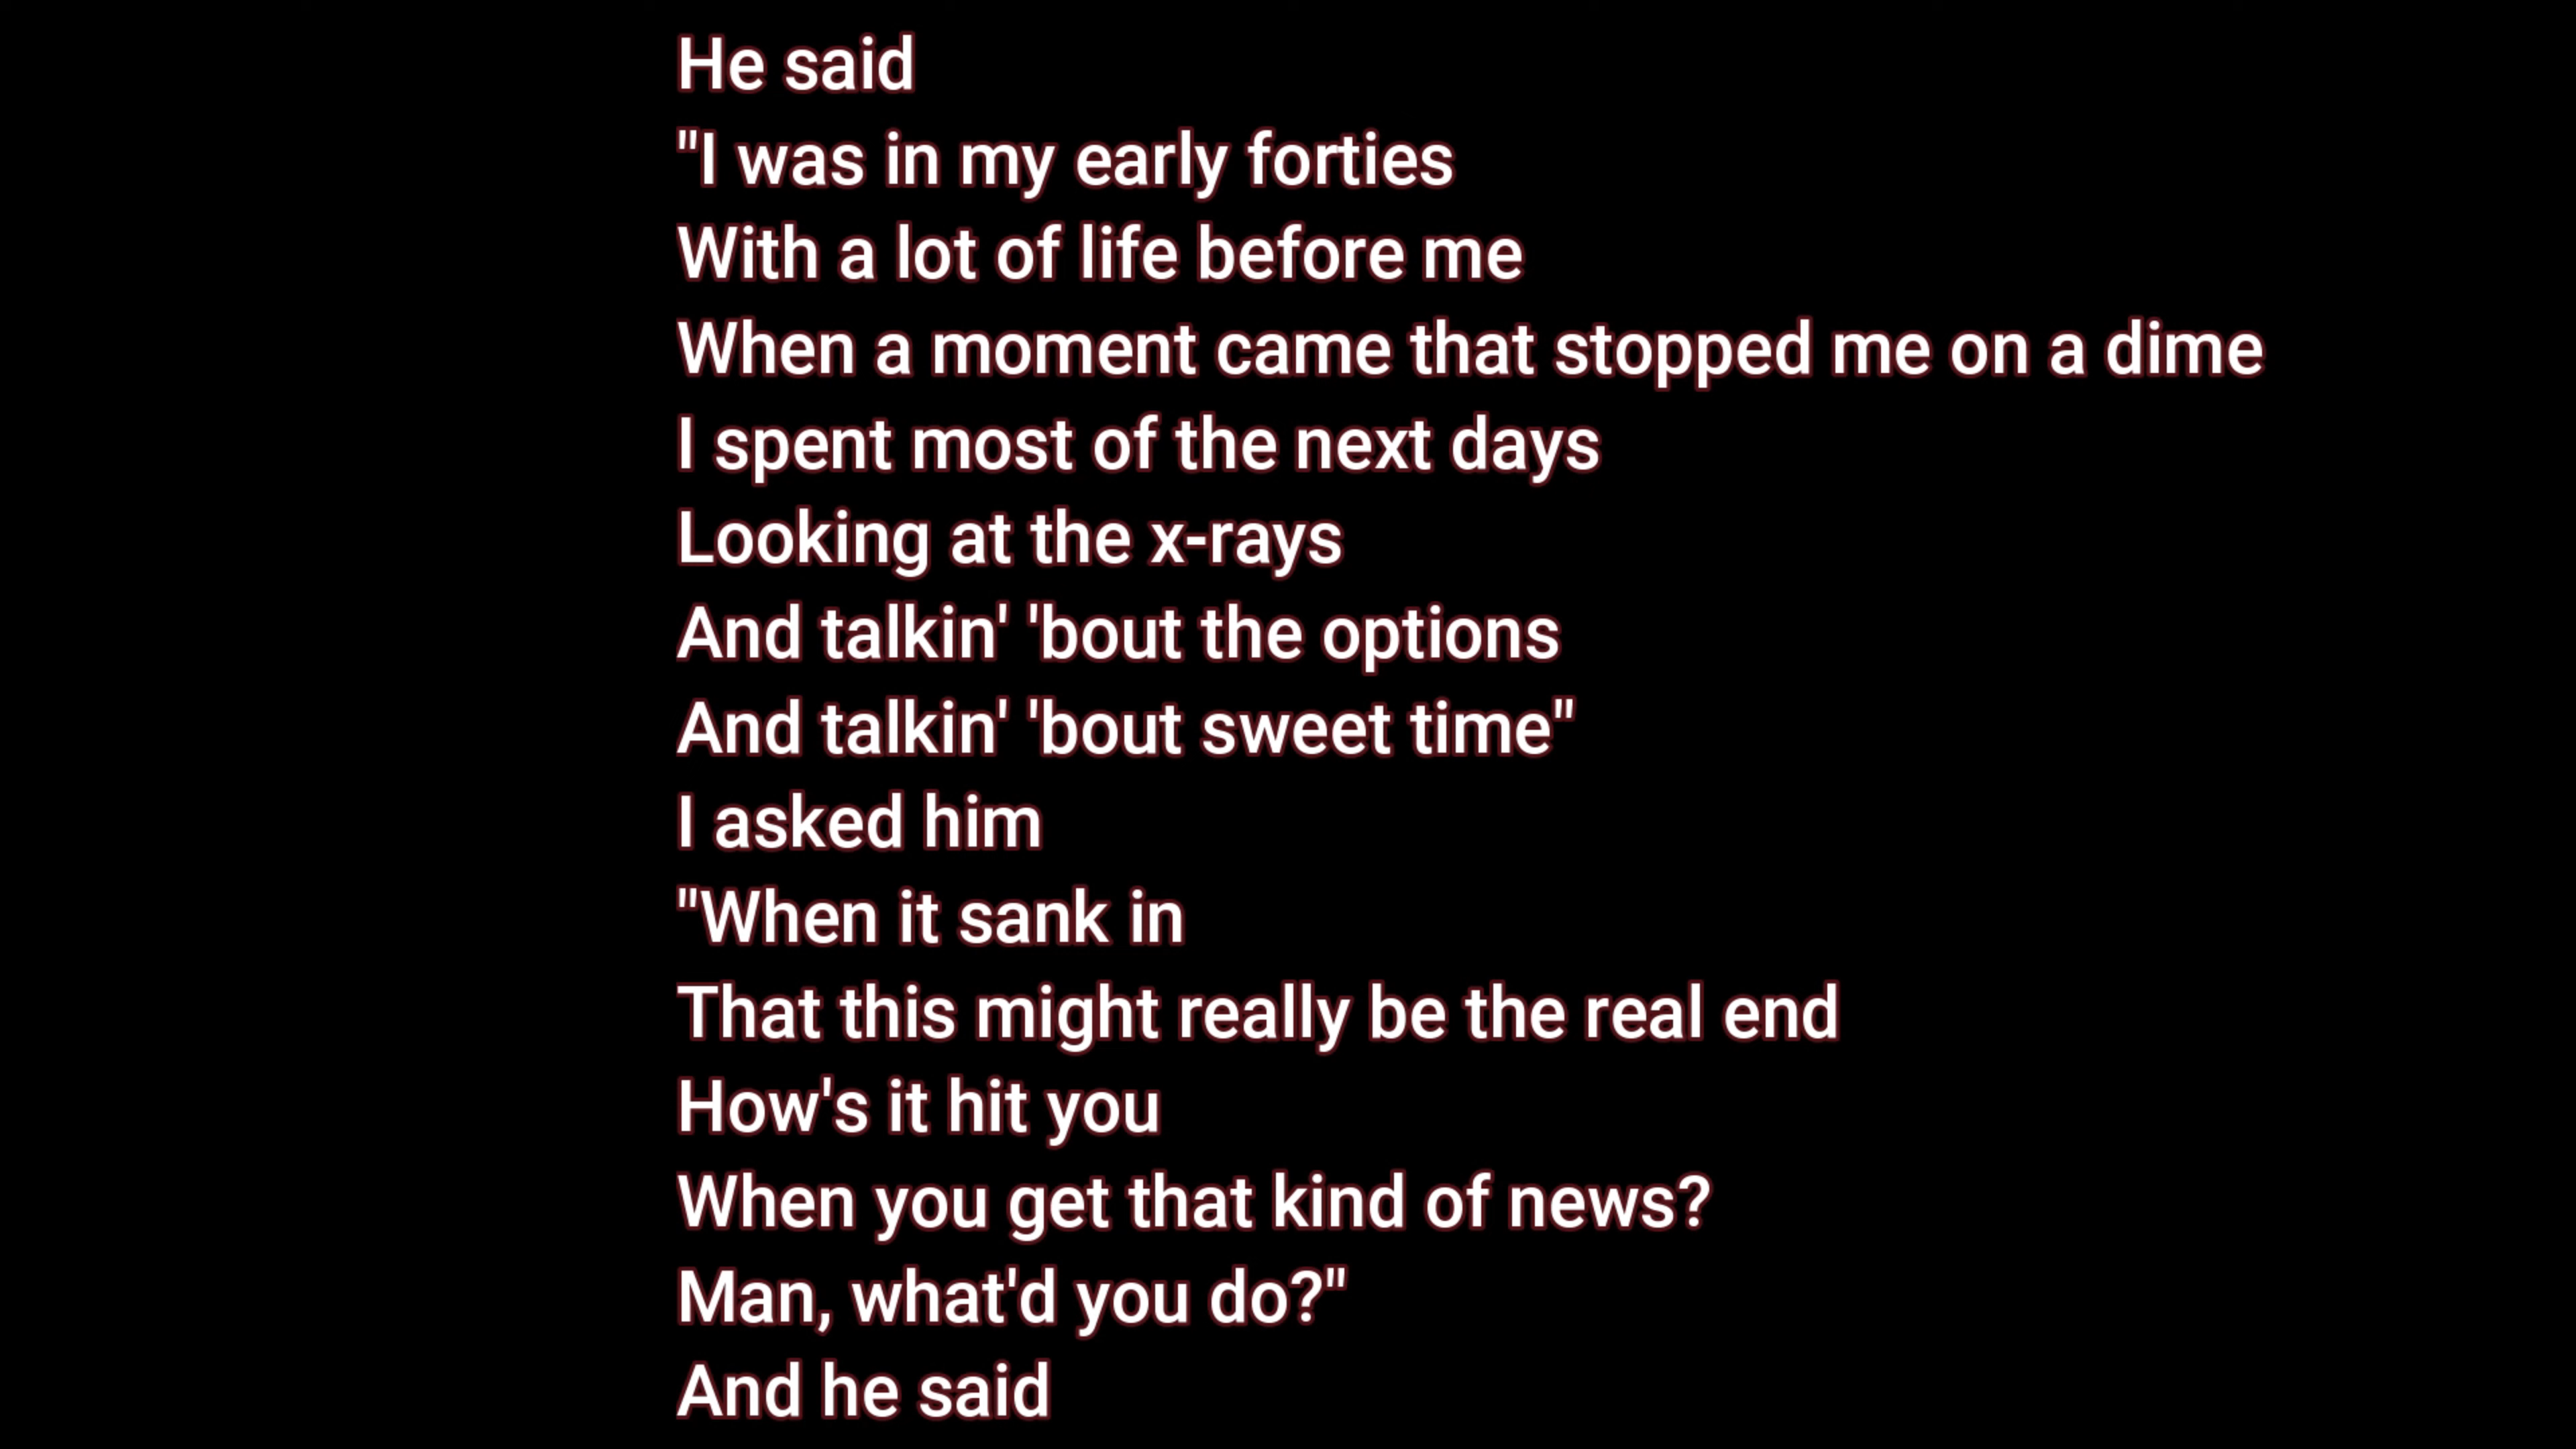 He said
"I was in my early forties
With a lot of life before me
When a moment came that stopped me on a dime
I spent most of the next days
Looking at the x-rays
And talkin' 'bout the options
And talkin' 'bout sweet time"
I asked him
"When it sank in
That this might really be the real end
How's it hit you
When you get that kind of news?
Man, what'd you do?"
And he said